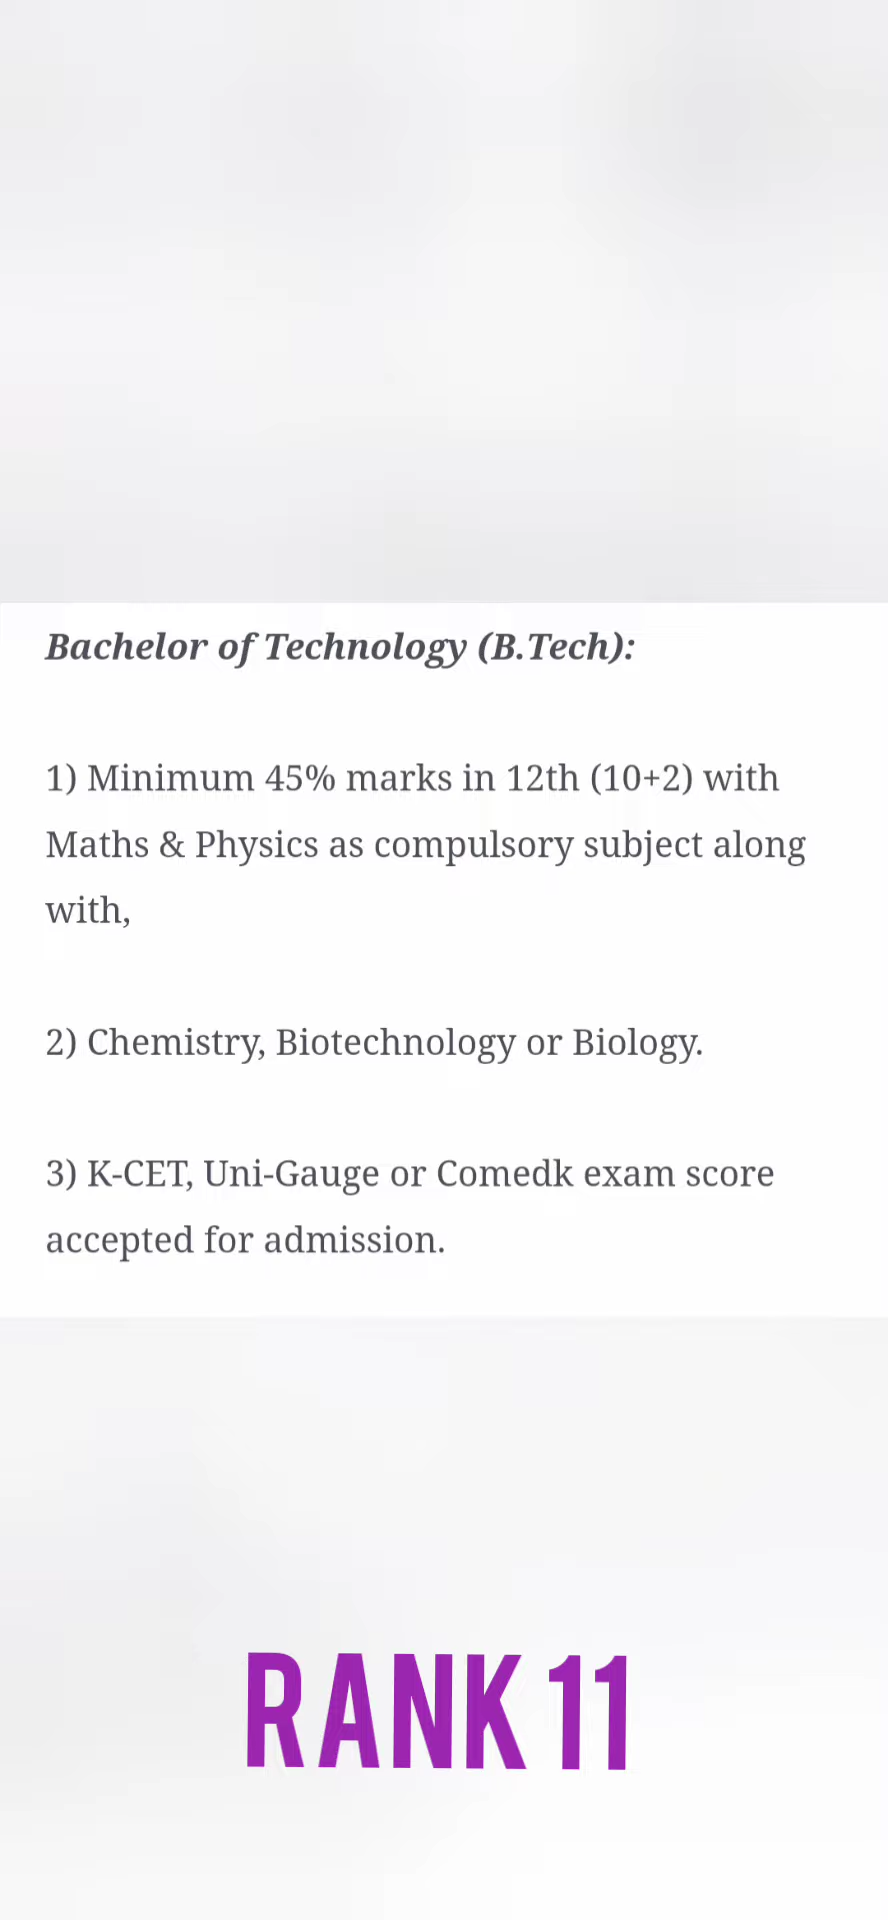 Bachelor of Technology (B.Tech):
1) Minimum 45% marks in 12th (10+2) with
Maths & Physics as compulsory subject along
with,
2) Chemistry, Biotechnology or Biology.
3) K-CET, Uni-Gauge or Comedk exam score
accepted for admission.
RANK 11